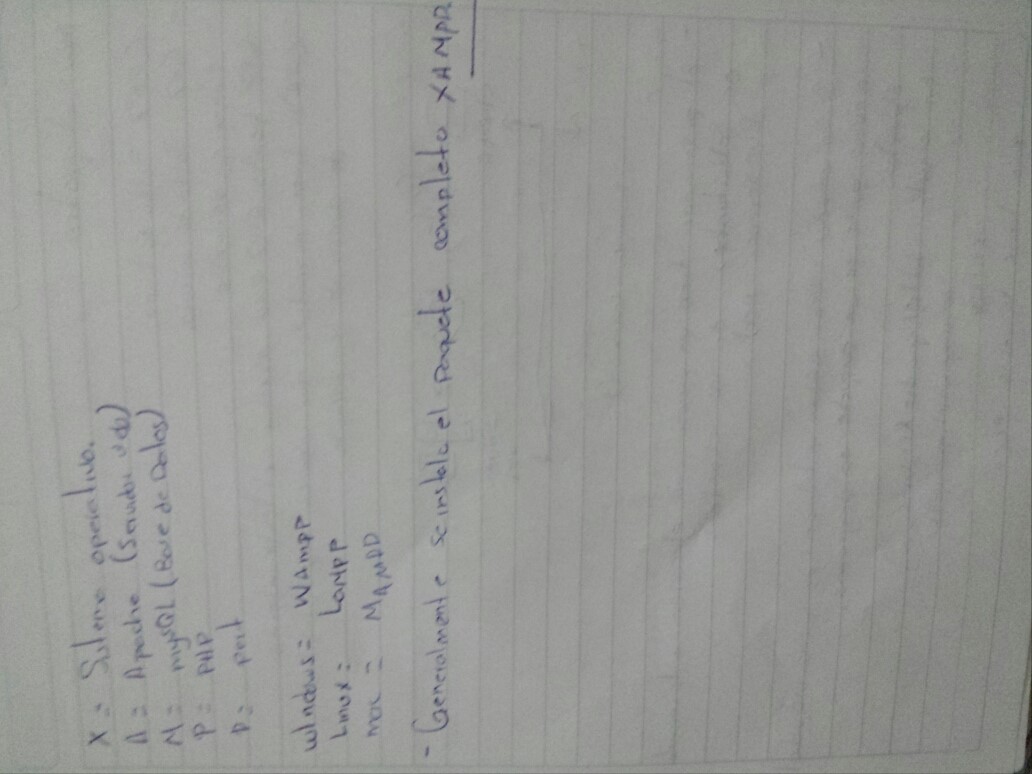 X = Sistema operativo.
A = Apache (Servidor web)
M = mysQL (Base de Datos)
P = PHP
P = perl
Windows = WAmpp
Linux = LaMPP
mac = MAMPP
- Generalmente se instala el paquete completo XAMPP